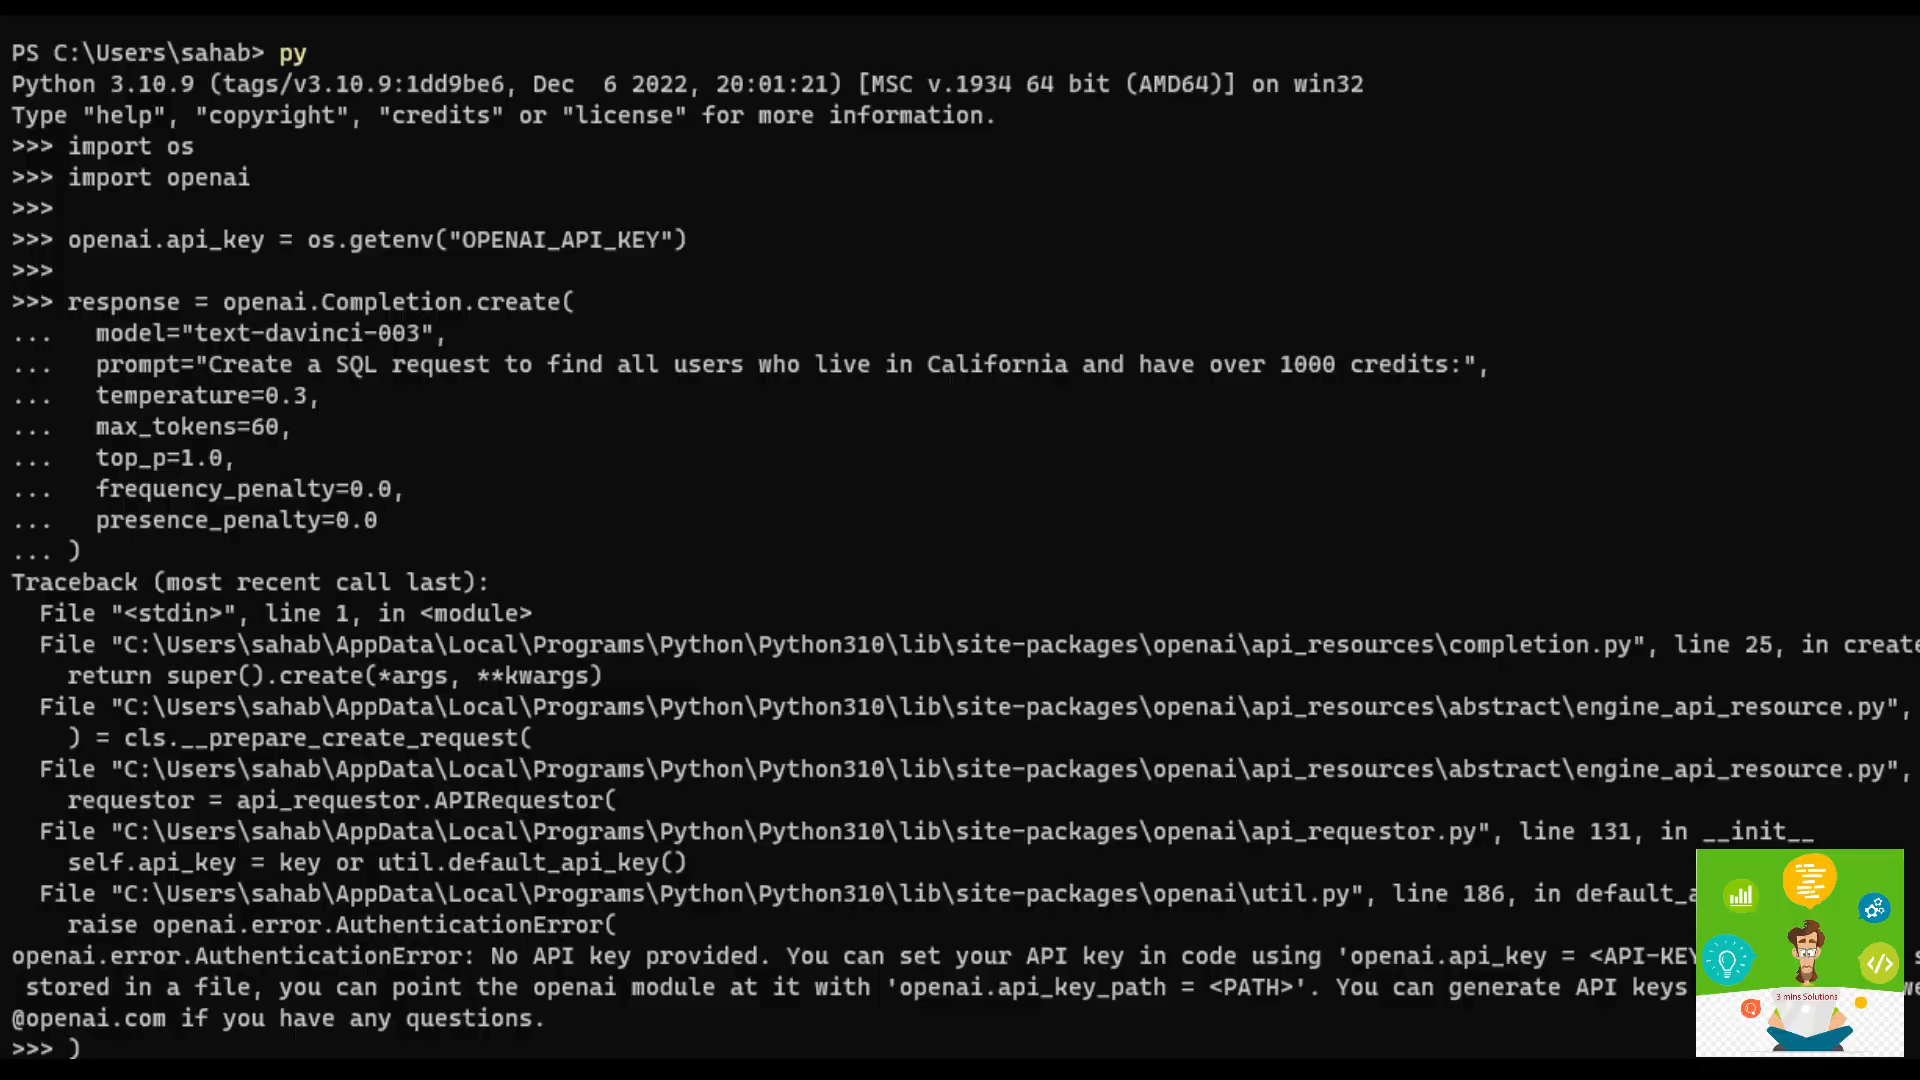 PS C:\Users\sahab> py
Python 3.10.9 (tags/v3.10.9:1dd9be6, Dec  6 2022, 20:01:21) [MSC v.1934 64 bit (AMD64)] on win32
Type "help", "copyright", "credits" or "license" for more information.
>>> import os
>>> import openai
>>>
>>> openai.api_key = os.getenv("OPENAI_API_KEY")
>>>
>>> response = openai.Completion.create(
...   model="text-davinci-003",
...   prompt="Create a SQL request to find all users who live in California and have over 1000 credits:",
...   temperature=0.3,
...   max_tokens=60,
...   top_p=1.0,
...   frequency_penalty=0.0,
...   presence_penalty=0.0
... )
Traceback (most recent call last):
  File "<stdin>", line 1, in <module>
  File "C:\Users\sahab\AppData\Local\Programs\Python\Python310\lib\site-packages\openai\api_resources\completion.py", line 25, in create
    return super().create(*args, **kwargs)
  File "C:\Users\sahab\AppData\Local\Programs\Python\Python310\lib\site-packages\openai\api_resources\abstract\engine_api_resource.py",
    ) = cls.__prepare_create_request(
  File "C:\Users\sahab\AppData\Local\Programs\Python\Python310\lib\site-packages\openai\api_resources\abstract\engine_api_resource.py",
    requestor = api_requestor.APIRequestor(
  File "C:\Users\sahab\AppData\Local\Programs\Python\Python310\lib\site-packages\openai\api_requestor.py", line 131, in __init__
    self.api_key = key or util.default_api_key()
  File "C:\Users\sahab\AppData\Local\Programs\Python\Python310\lib\site-packages\openai\util.py", line 186, in default_a
    raise openai.error.AuthenticationError(
openai.error.AuthenticationError: No API key provided. You can set your API key in code using 'openai.api_key = <API-KEY
 stored in a file, you can point the openai module at it with 'openai.api_key_path = <PATH>'. You can generate API keys
@openai.com if you have any questions.
>>> )
3 mins Solutions